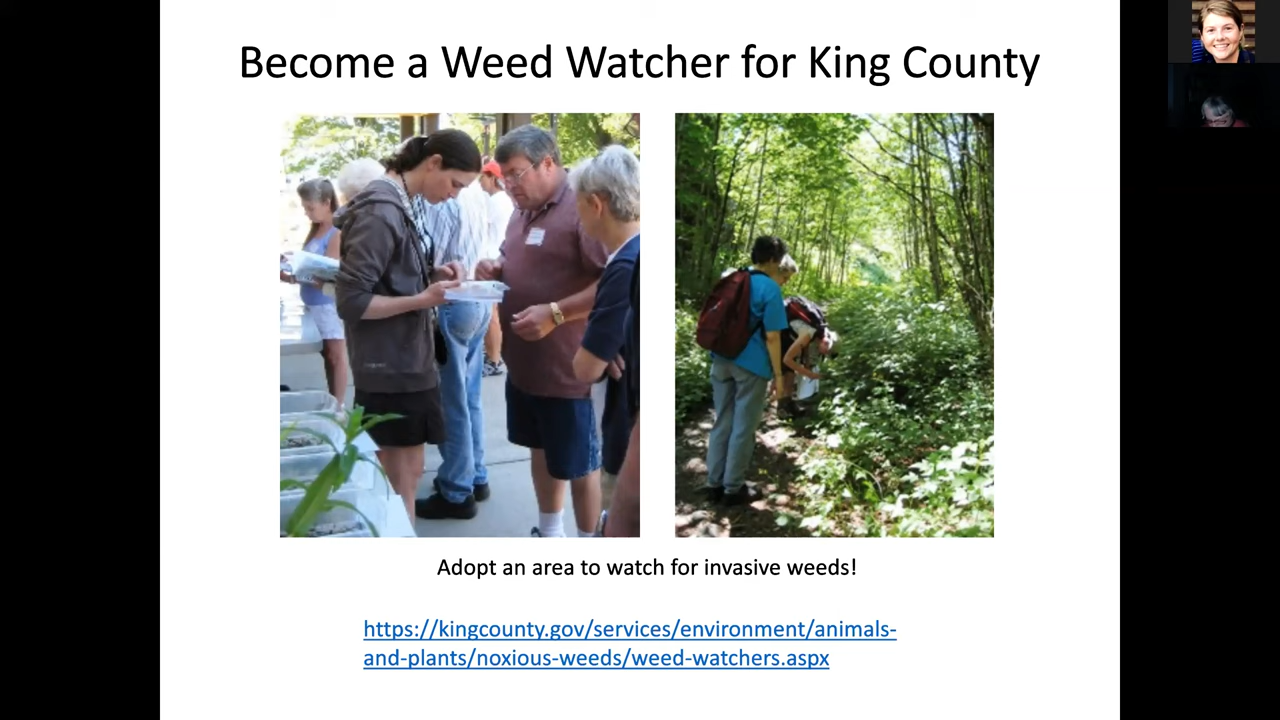 Become a Weed Watcher for King County
Adopt an area to watch for invasive weeds!
https://kingcounty.gov/services/environment/animals-
and-plants/noxious-weeds/weed-watchers.aspx